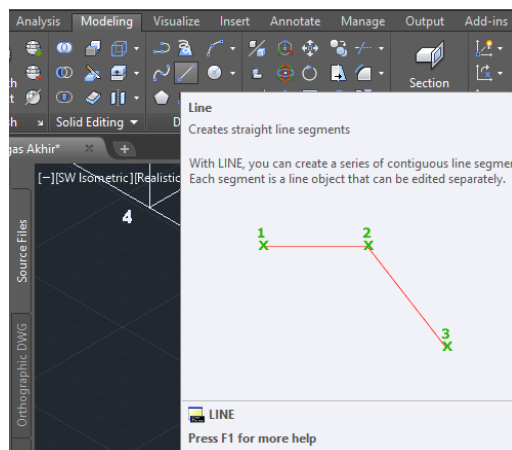 Analysis Modeling Visualize Insert Annotate Manage Output Add-ins
Section
Solid Editing
Line
Creates straight line segments
With LINE, you can create a series of contiguous line
Each segment is a line object that can be edited separately.
Akhir*
[−][SW Isometric][Realistic
4
1
2
3
Source Files
Orthographic DWG
LINE
Press F1 for more help